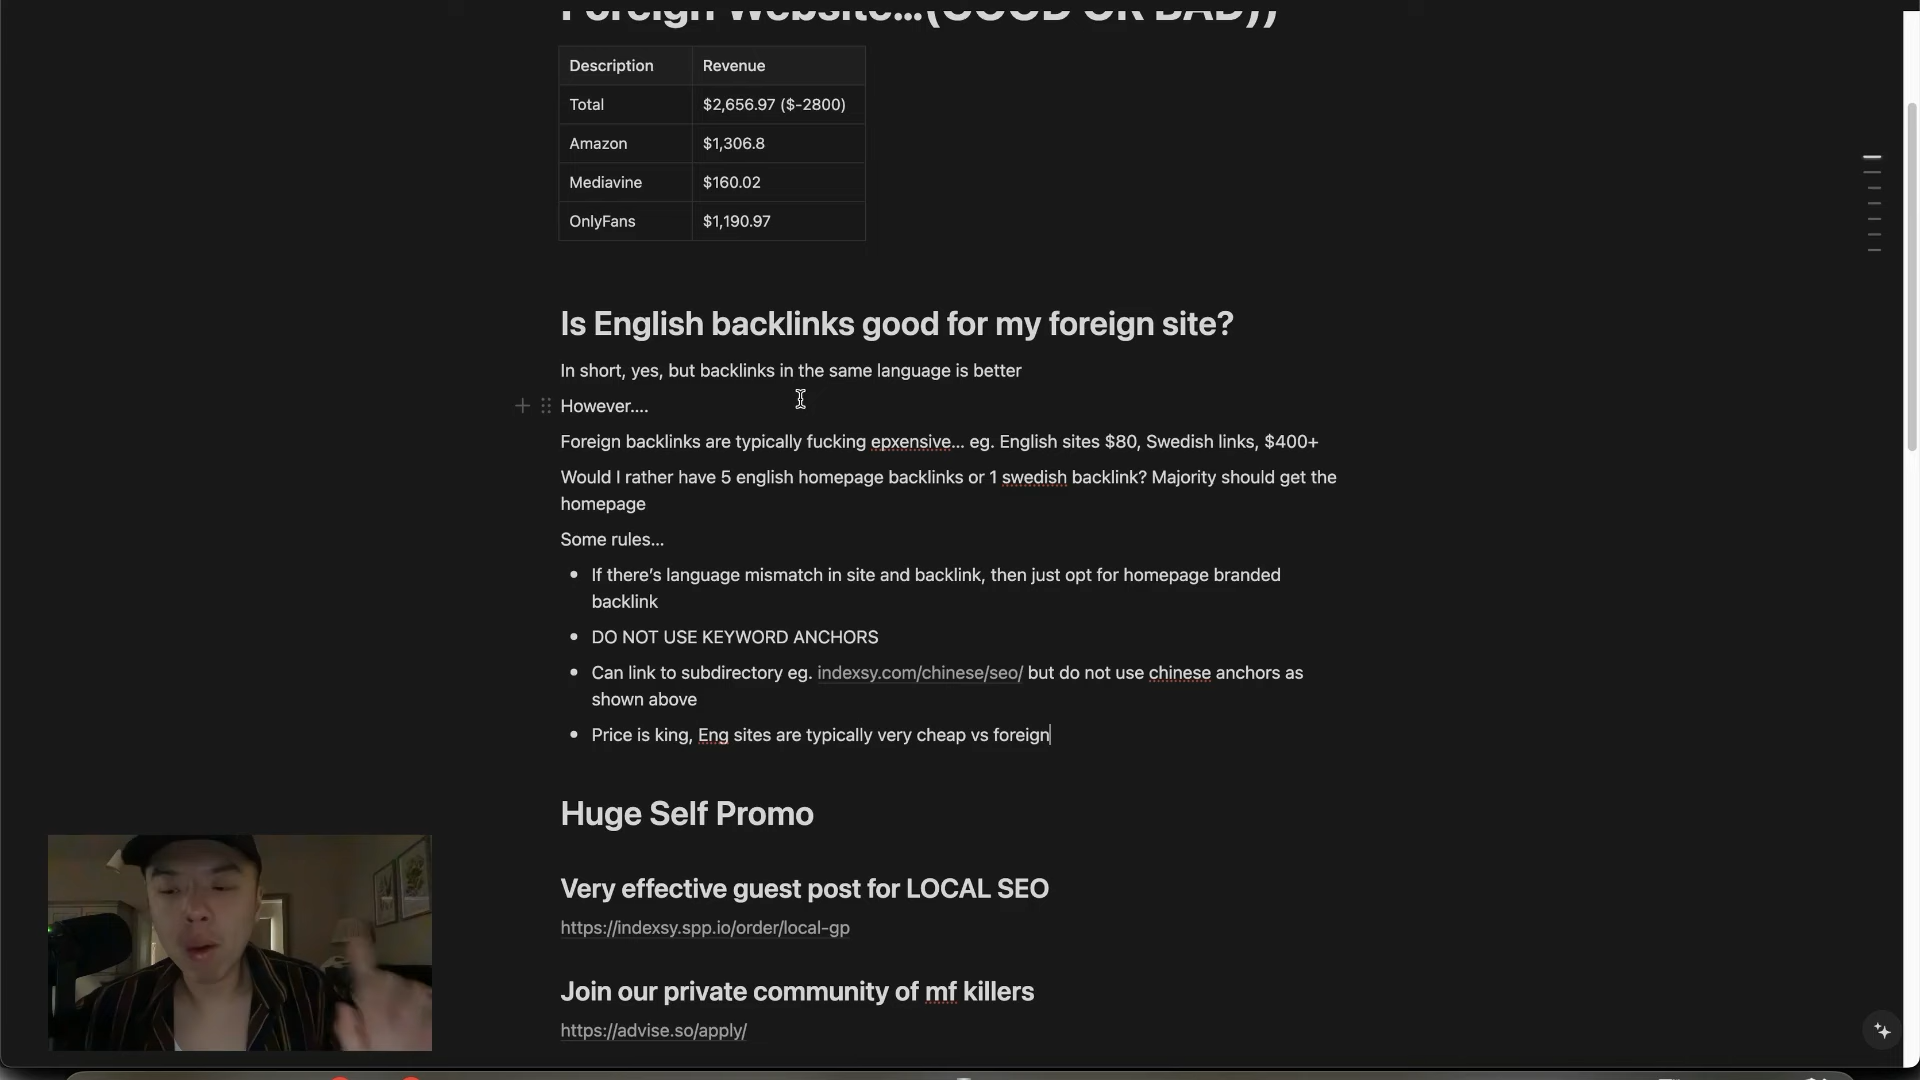 Foreign Website...(GOOD OR BAD))
Description Revenue
Total $2,656.97 ($-2800)
Amazon $1,306.8
Mediavine $160.02
OnlyFans $1,190.97
Is English backlinks good for my foreign site?
In short, yes, but backlinks in the same language is better
However....
Foreign backlinks are typically fucking epxensive... eg. English sites $80, Swedish links, $400+
Would I rather have 5 english homepage backlinks or 1 swedish backlink? Majority should get the
homepage
Some rules...
• If there's language mismatch in site and backlink, then just opt for homepage branded
backlink
• DO NOT USE KEYWORD ANCHORS
• Can link to subdirectory eg. indexsy.com/chinese/seo/ but do not use chinese anchors as
shown above
• Price is king, Eng sites are typically very cheap vs foreign
Huge Self Promo
Very effective guest post for LOCAL SEO
https://indexsy.spp.io/order/local-gp
Join our private community of mf killers
https://advise.so/apply/